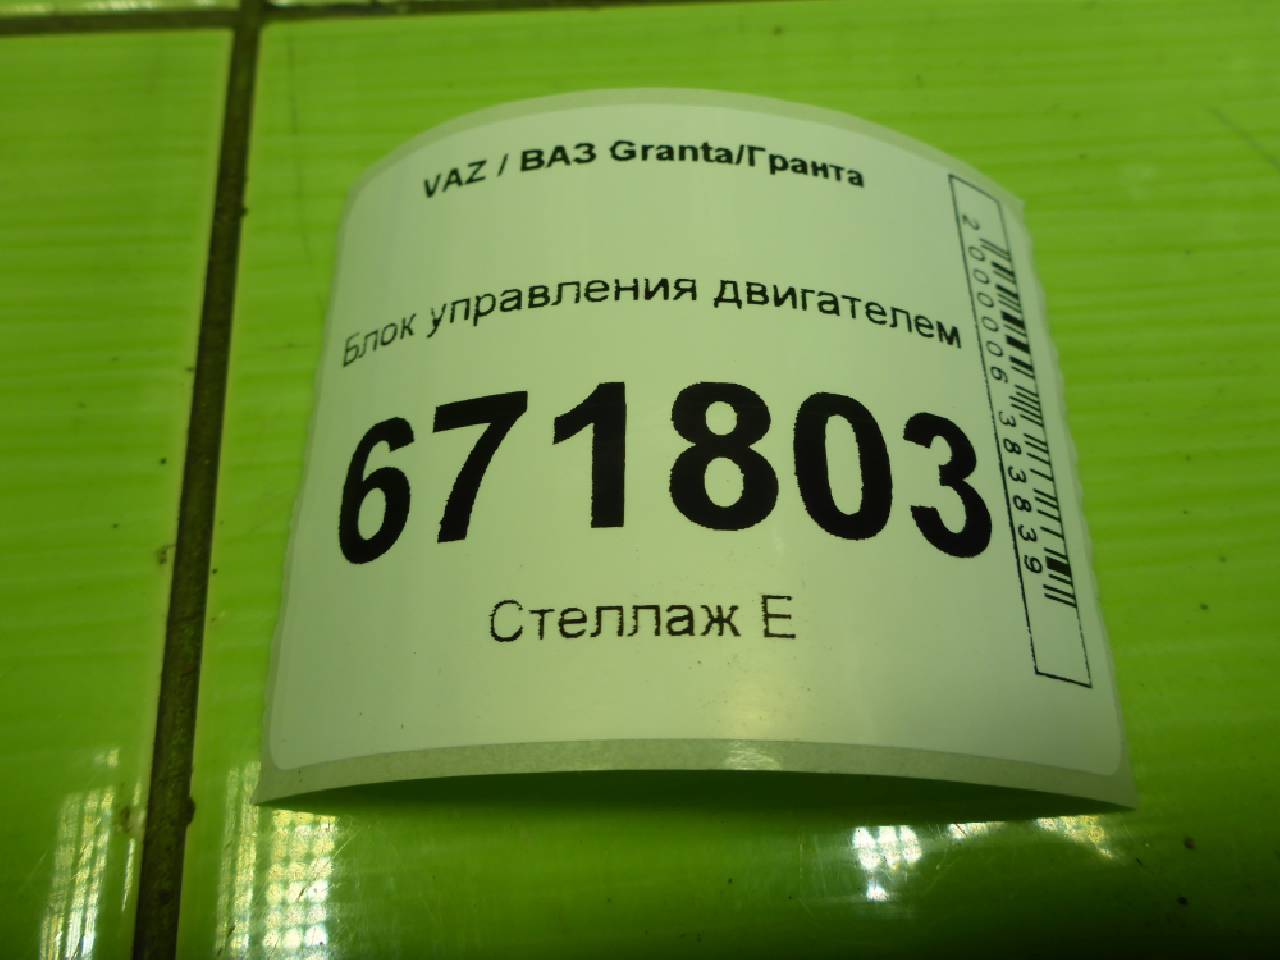 VAZ / ВАЗ Granta/Гранта
Блок управления двигателем
671803
Стеллаж Е
2000006383839